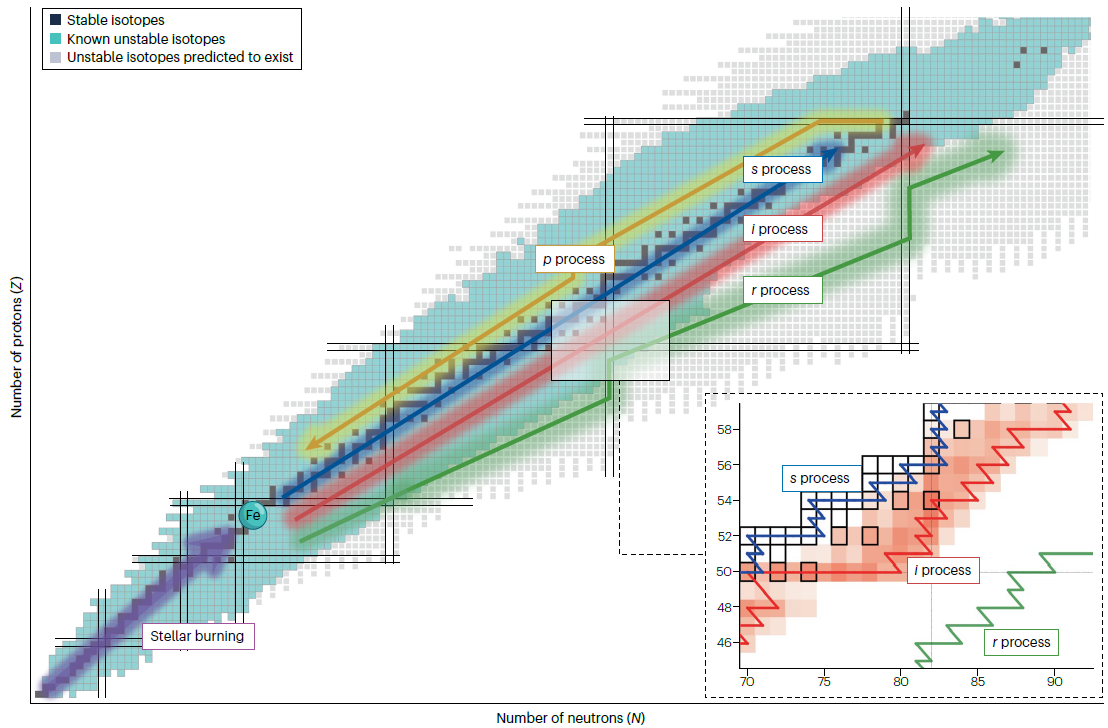 Stable isotopes
Known unstable isotopes
Unstable isotopes predicted to exist
s process
i process
p process
r process
Number of protons (Z)
Fe
Stellar burning
58
56
54
52
50
48
46
s process
i process
r process
70 75 80 85 90
Number of neutrons (N)